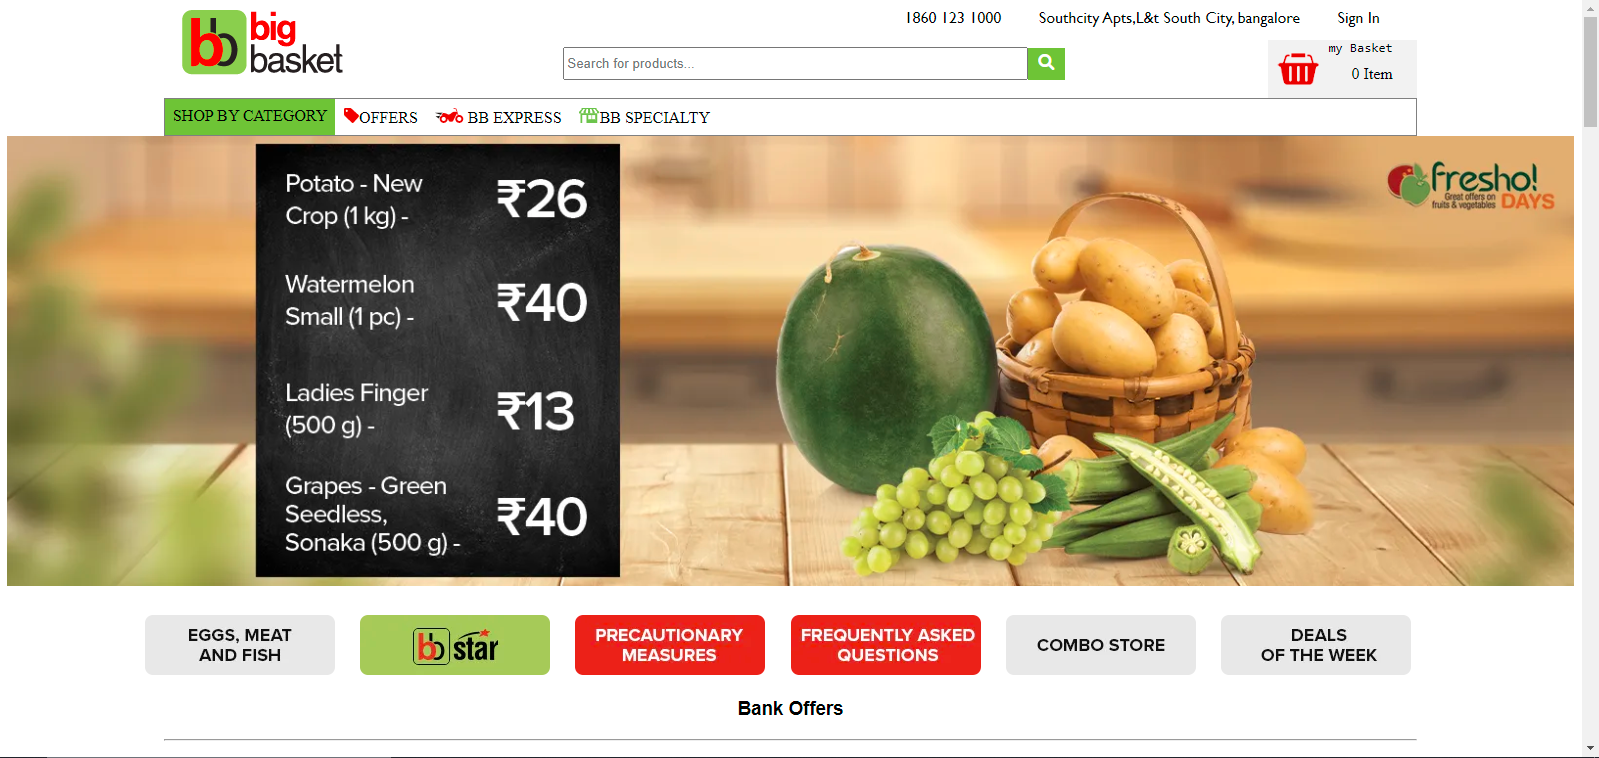 1860 123 1000
Southcity Apts,L&t South City, bangalore
Sign In
bb big
basket
Search for products...
my Basket
0 Item
SHOP BY CATEGORY
OFFERS
BB EXPRESS
BB SPECIALTY
Potato - New
Crop (1 kg) -
₹26
Watermelon
Small (1 pc) -
₹40
Ladies Finger
(500 g) -
₹13
Grapes - Green
Seedless,
Sonaka (500 g) -
₹40
fresho!
Great offers on
fruits & vegetables
DAYS
EGGS, MEAT
AND FISH
bb star
PRECAUTIONARY
MEASURES
FREQUENTLY ASKED
QUESTIONS
COMBO STORE
DEALS
OF THE WEEK
Bank Offers